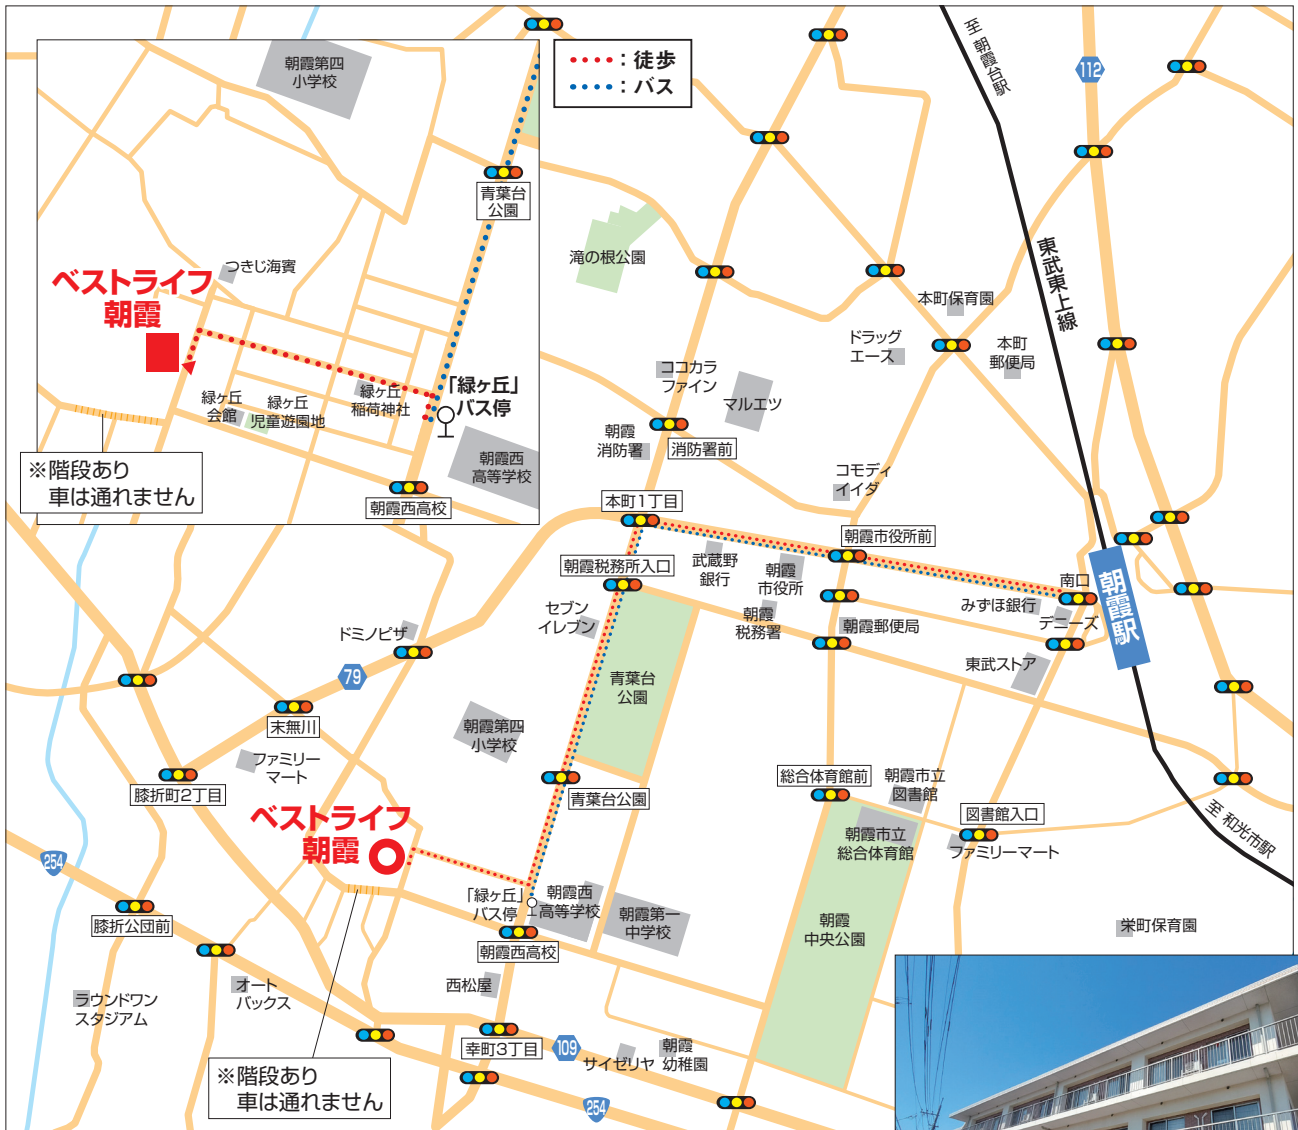 朝霞第四
小学校
青葉台
公園
つきじ海賓
ベストライフ
朝霞
緑ヶ丘
会館
緑ヶ丘
児童遊園地
緑ヶ丘
稲荷神社
「緑ヶ丘」
バス停
朝霞西
高等学校
朝霞西高校
※階段あり
車は通れません
：徒歩
：バス
至 朝霞台駅
112
東武東上線
滝の根公園
本町保育園
ドラッグ
エース
本町
郵便局
ココカラ
ファイン
マルエツ
朝霞
消防署
消防署前
コモディ
イイダ
本町1丁目
朝霞市役所前
武蔵野
銀行
朝霞
市役所
朝霞税務所入口
南口
みずほ銀行
デニーズ
朝霞駅
セブン
イレブン
朝霞
税務署
朝霞郵便局
東武ストア
ドミノピザ
79
青葉台
公園
末無川
朝霞第四
小学校
ファミリー
マート
膝折町2丁目
青葉台公園
総合体育館前
朝霞市立
図書館
図書館入口
朝霞市立
総合体育館
ファミリーマート
至 和光市駅
ベストライフ
朝霞
254
膝折公団前
「緑ヶ丘」
バス停
朝霞西
高等学校
朝霞第一
中学校
朝霞
中央公園
栄町保育園
朝霞西高校
西松屋
オート
バックス
ラウンドワン
スタジアム
幸町3丁目
109
サイゼリヤ
朝霞
幼稚園
※階段あり
車は通れません
254